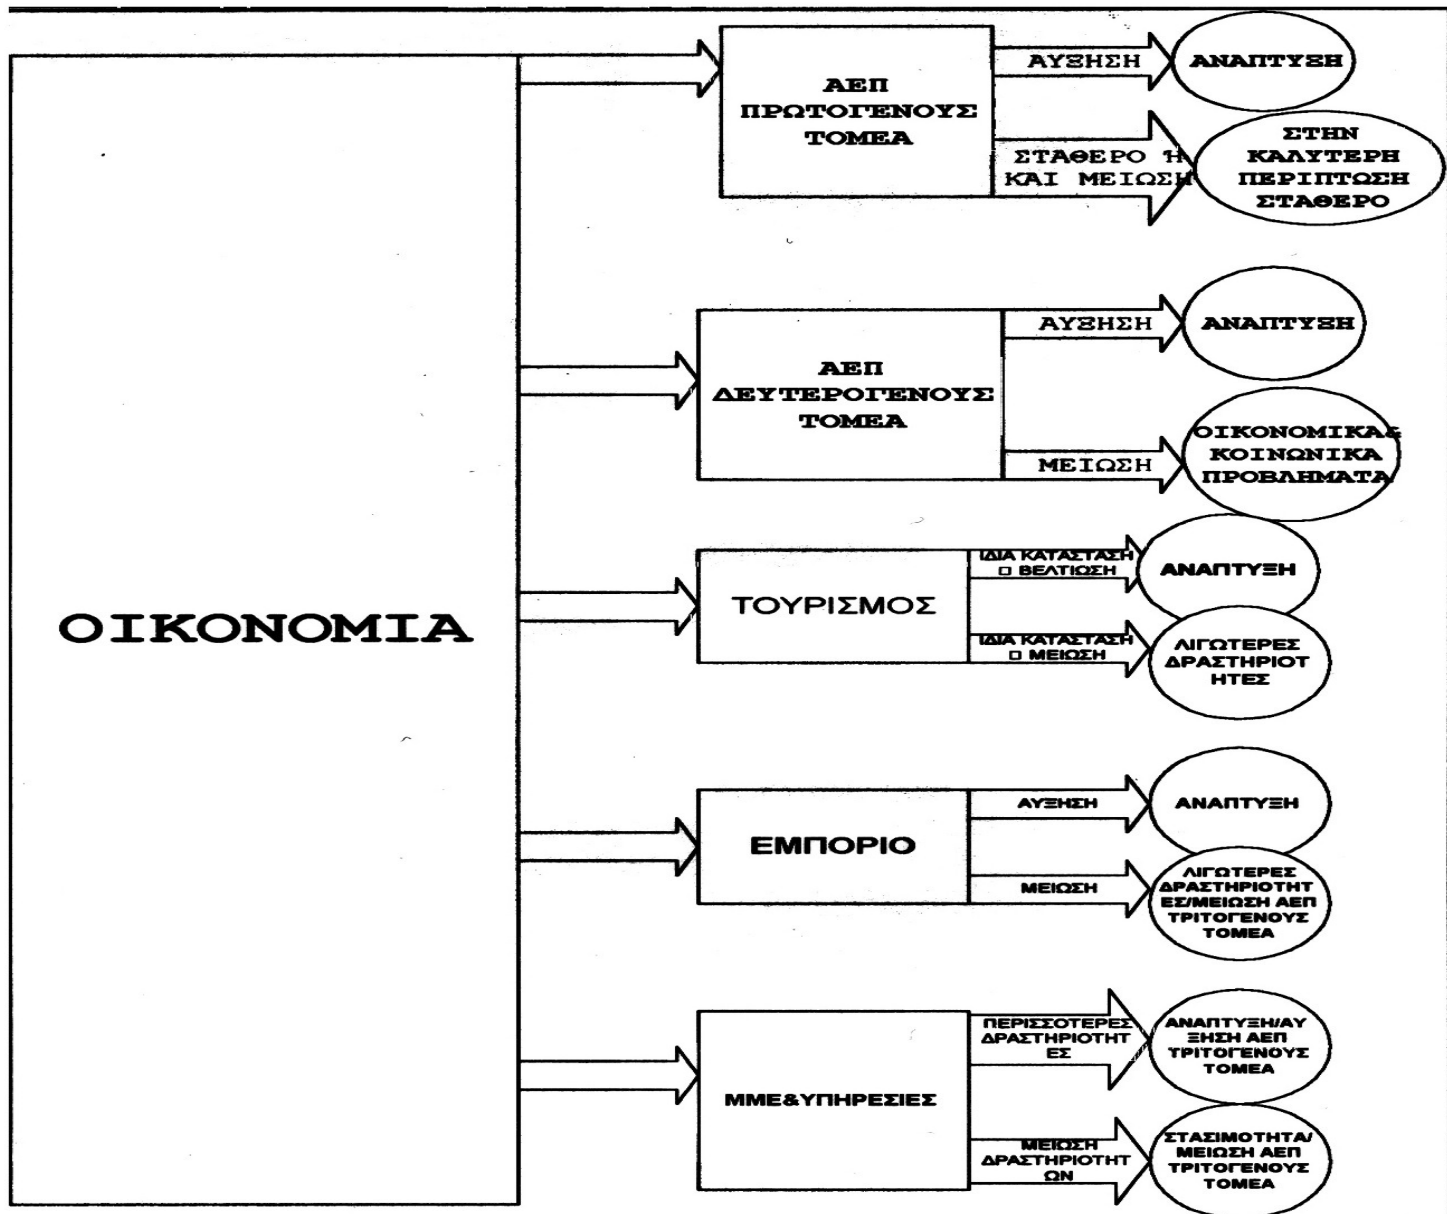 ΟΙΚΟΝΟΜΙΑ
ΑΕΠ
ΠΡΩΤΟΓΕΝΟΥΣ
ΤΟΜΕΑ
ΑΥΞΗΣΗ
ΑΝΑΠΤΥΞΗ
ΣΤΑΘΕΡΟ Ή
ΚΑΙ ΜΕΙΩΣΗ
ΣΤΗΝ
ΚΑΛΥΤΕΡΗ
ΠΕΡΙΠΤΩΣΗ
ΣΤΑΘΕΡΟ
ΑΕΠ
ΔΕΥΤΕΡΟΓΕΝΟΥΣ
ΤΟΜΕΑ
ΑΥΞΗΣΗ
ΑΝΑΠΤΥΞΗ
ΜΕΙΩΣΗ
ΟΙΚΟΝΟΜΙΚΑ&
ΚΟΙΝΩΝΙΚΑ
ΠΡΟΒΛΗΜΑΤΑ
ΤΟΥΡΙΣΜΟΣ
ΙΔΙΑ ΚΑΤΑΣΤΑΣΗ
□ ΒΕΛΤΙΩΣΗ
ΑΝΑΠΤΥΞΗ
ΙΔΙΑ ΚΑΤΑΣΤΑΣΗ
□ ΜΕΙΩΣΗ
ΛΙΓΩΤΕΡΕΣ
ΔΡΑΣΤΗΡΙΟΤ
ΗΤΕΣ
ΕΜΠΟΡΙΟ
ΑΥΞΗΣΗ
ΑΝΑΠΤΥΞΗ
ΜΕΙΩΣΗ
ΛΙΓΩΤΕΡΕΣ
ΔΡΑΣΤΗΡΙΟΤΗΤ
ΕΣ/ΜΕΙΩΣΗ ΑΕΠ
ΤΡΙΤΟΓΕΝΟΥΣ
ΤΟΜΕΑ
ΜΜΕ&ΥΠΗΡΕΣΙΕΣ
ΠΕΡΙΣΣΟΤΕΡΕΣ
ΔΡΑΣΤΗΡΙΟΤΗΤ
ΕΣ
ΑΝΑΠΤΥΞΗ/ΑΥ
ΞΗΣΗ ΑΕΠ
ΤΡΙΤΟΓΕΝΟΥΣ
ΤΟΜΕΑ
ΜΕΙΩΣΗ
ΔΡΑΣΤΗΡΙΟΤΗΤ
ΩΝ
ΣΤΑΣΙΜΟΤΗΤΑ/
ΜΕΙΩΣΗ ΑΕΠ
ΤΡΙΤΟΓΕΝΟΥΣ
ΤΟΜΕΑ